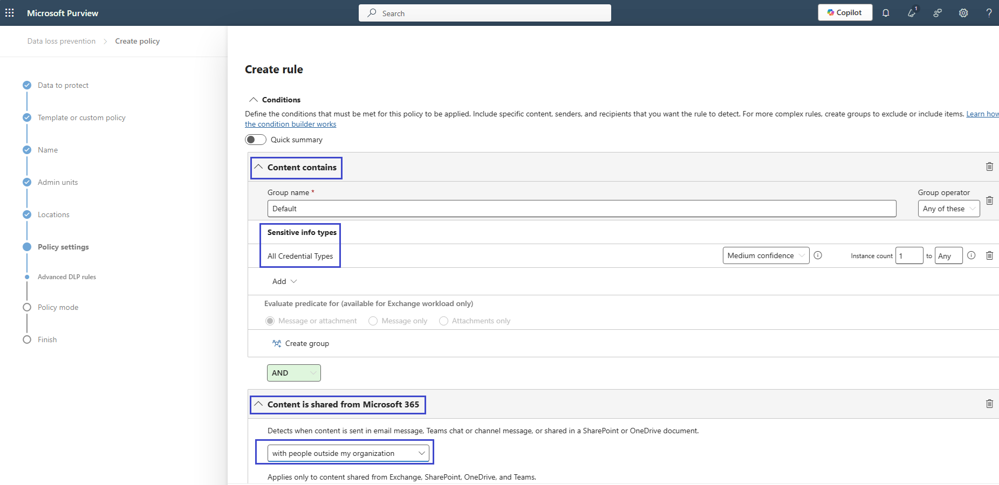 Microsoft Purview
Search
Copilot
1
Data loss prevention
Create policy
Data to protect
Template or custom policy
Name
Admin units
Locations
Policy settings
Advanced DLP rules
Policy mode
Finish
Create rule
Conditions
Define the conditions that must be met for this policy to be applied. Include specific content, senders, and recipients that you want the rule to detect. For more complex rules, create groups to exclude or include items. Learn how
the condition builder works
Quick summary
Content contains
Group name *
Group operator
Default
Any of these
Sensitive info types
All Credential Types
Medium confidence
Instance count 1 to Any
Add
Evaluate predicate for (available for Exchange workload only)
Message or attachment
Message only
Attachments only
Create group
AND
Content is shared from Microsoft 365
Detects when content is sent in email message, Teams chat or channel message, or shared in a SharePoint or OneDrive document.
with people outside my organization
Applies only to content shared from Exchange, SharePoint, OneDrive, and Teams.